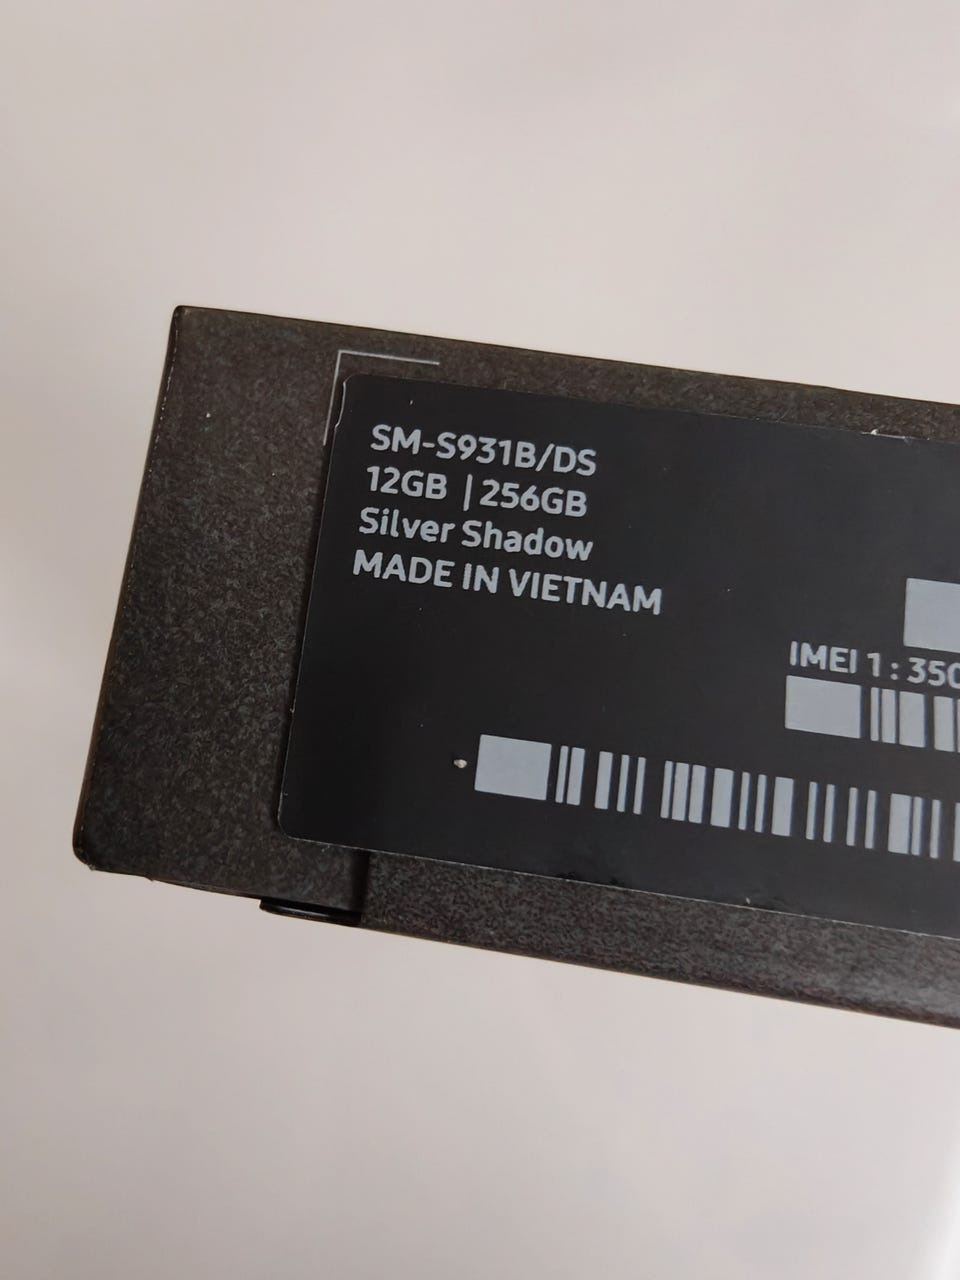 SM-S931B/DS
12GB | 256GB
Silver Shadow
MADE IN VIETNAM
IMEI 1 : 350